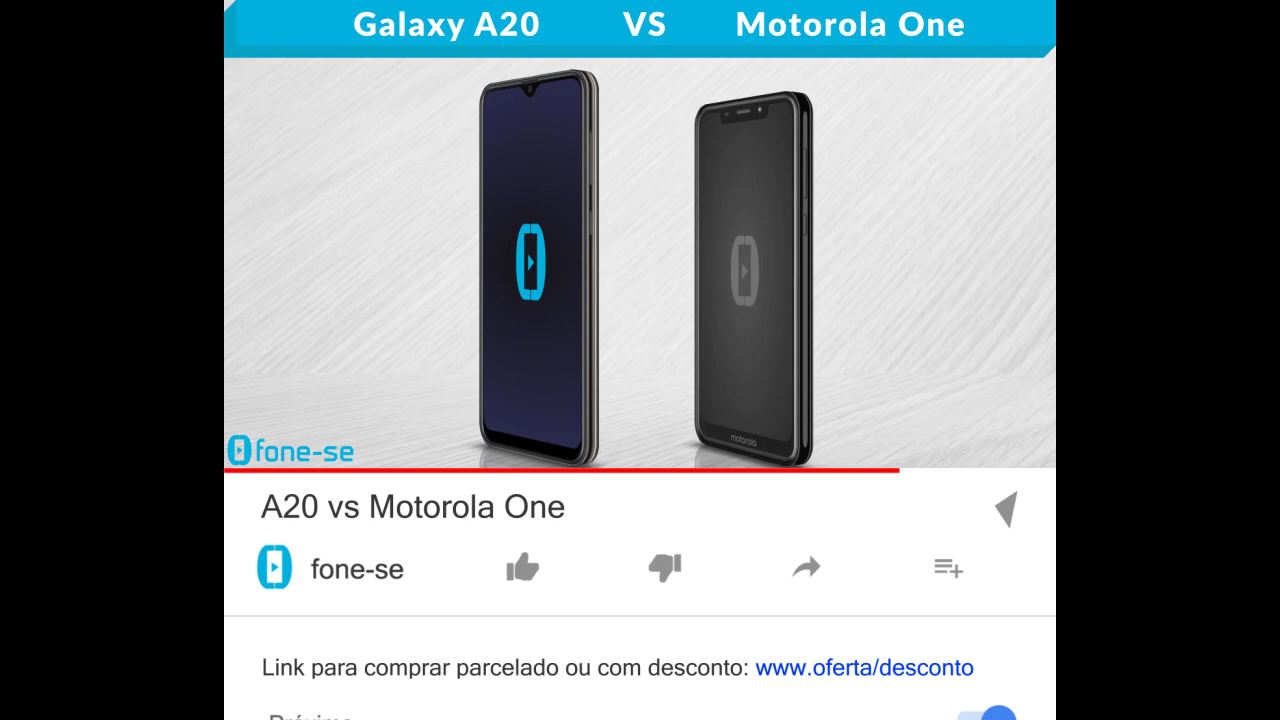 Galaxy A20 VS Motorola One
motorola
fone-se
A20 vs Motorola One
fone-se
Link para comprar parcelado ou com desconto: www.oferta/desconto